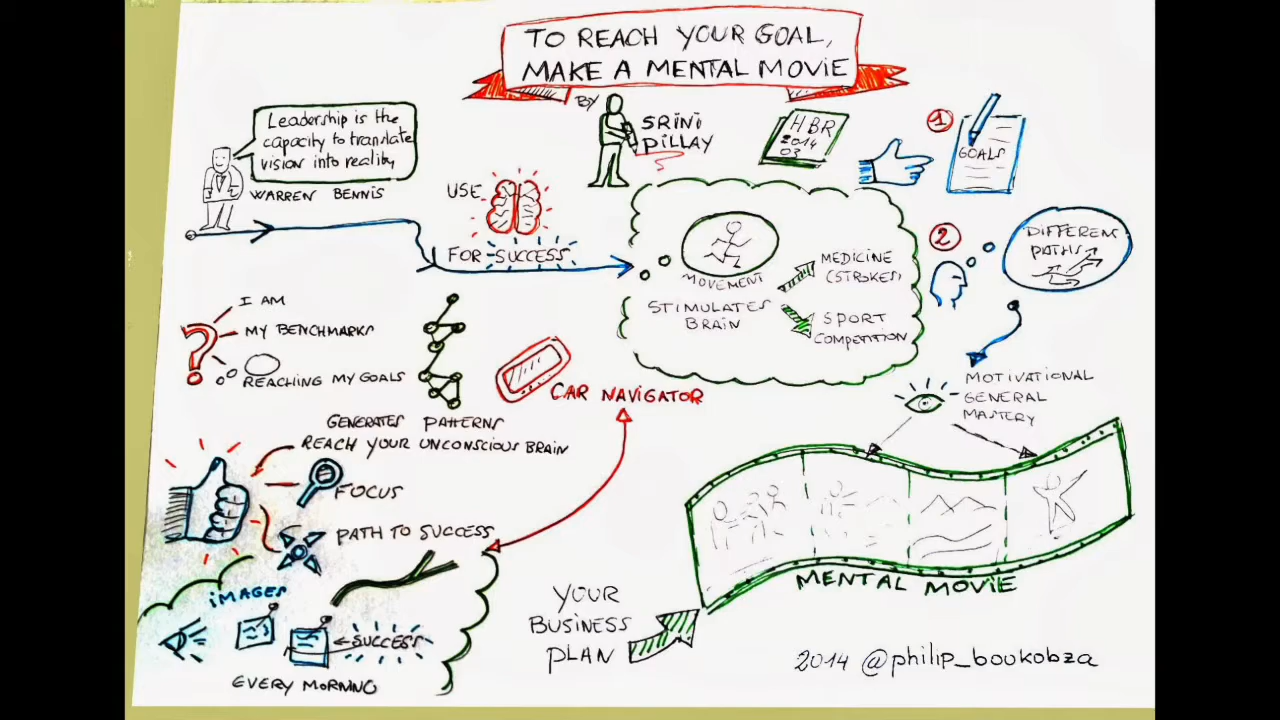 TO REACH YOUR GOAL,
MAKE A MENTAL MOVIE
BY
SRINI
PILLAY
HBR
2014
03
Leadership is the
capacity to translate
vision into reality
WARREN BENNIS
USE
FOR SUCCESS
1
GOALS
2
DIFFERENT
PATHS
MOVEMENT
STIMULATES
BRAIN
MEDICINE
(STROKES)
SPORT
COMPETITION
MOTIVATIONAL
GENERAL
MASTERY
?
I AM
MY BENCHMARKS
REACHING MY GOALS
GENERATES PATTERNS
REACH YOUR UNCONSCIOUS BRAIN
CAR NAVIGATOR
FOCUS
PATH TO SUCCESS
IMAGES
SUCCESS
EVERY MORNING
MENTAL MOVIE
YOUR
BUSINESS
PLAN
2014 @philip_boukobza